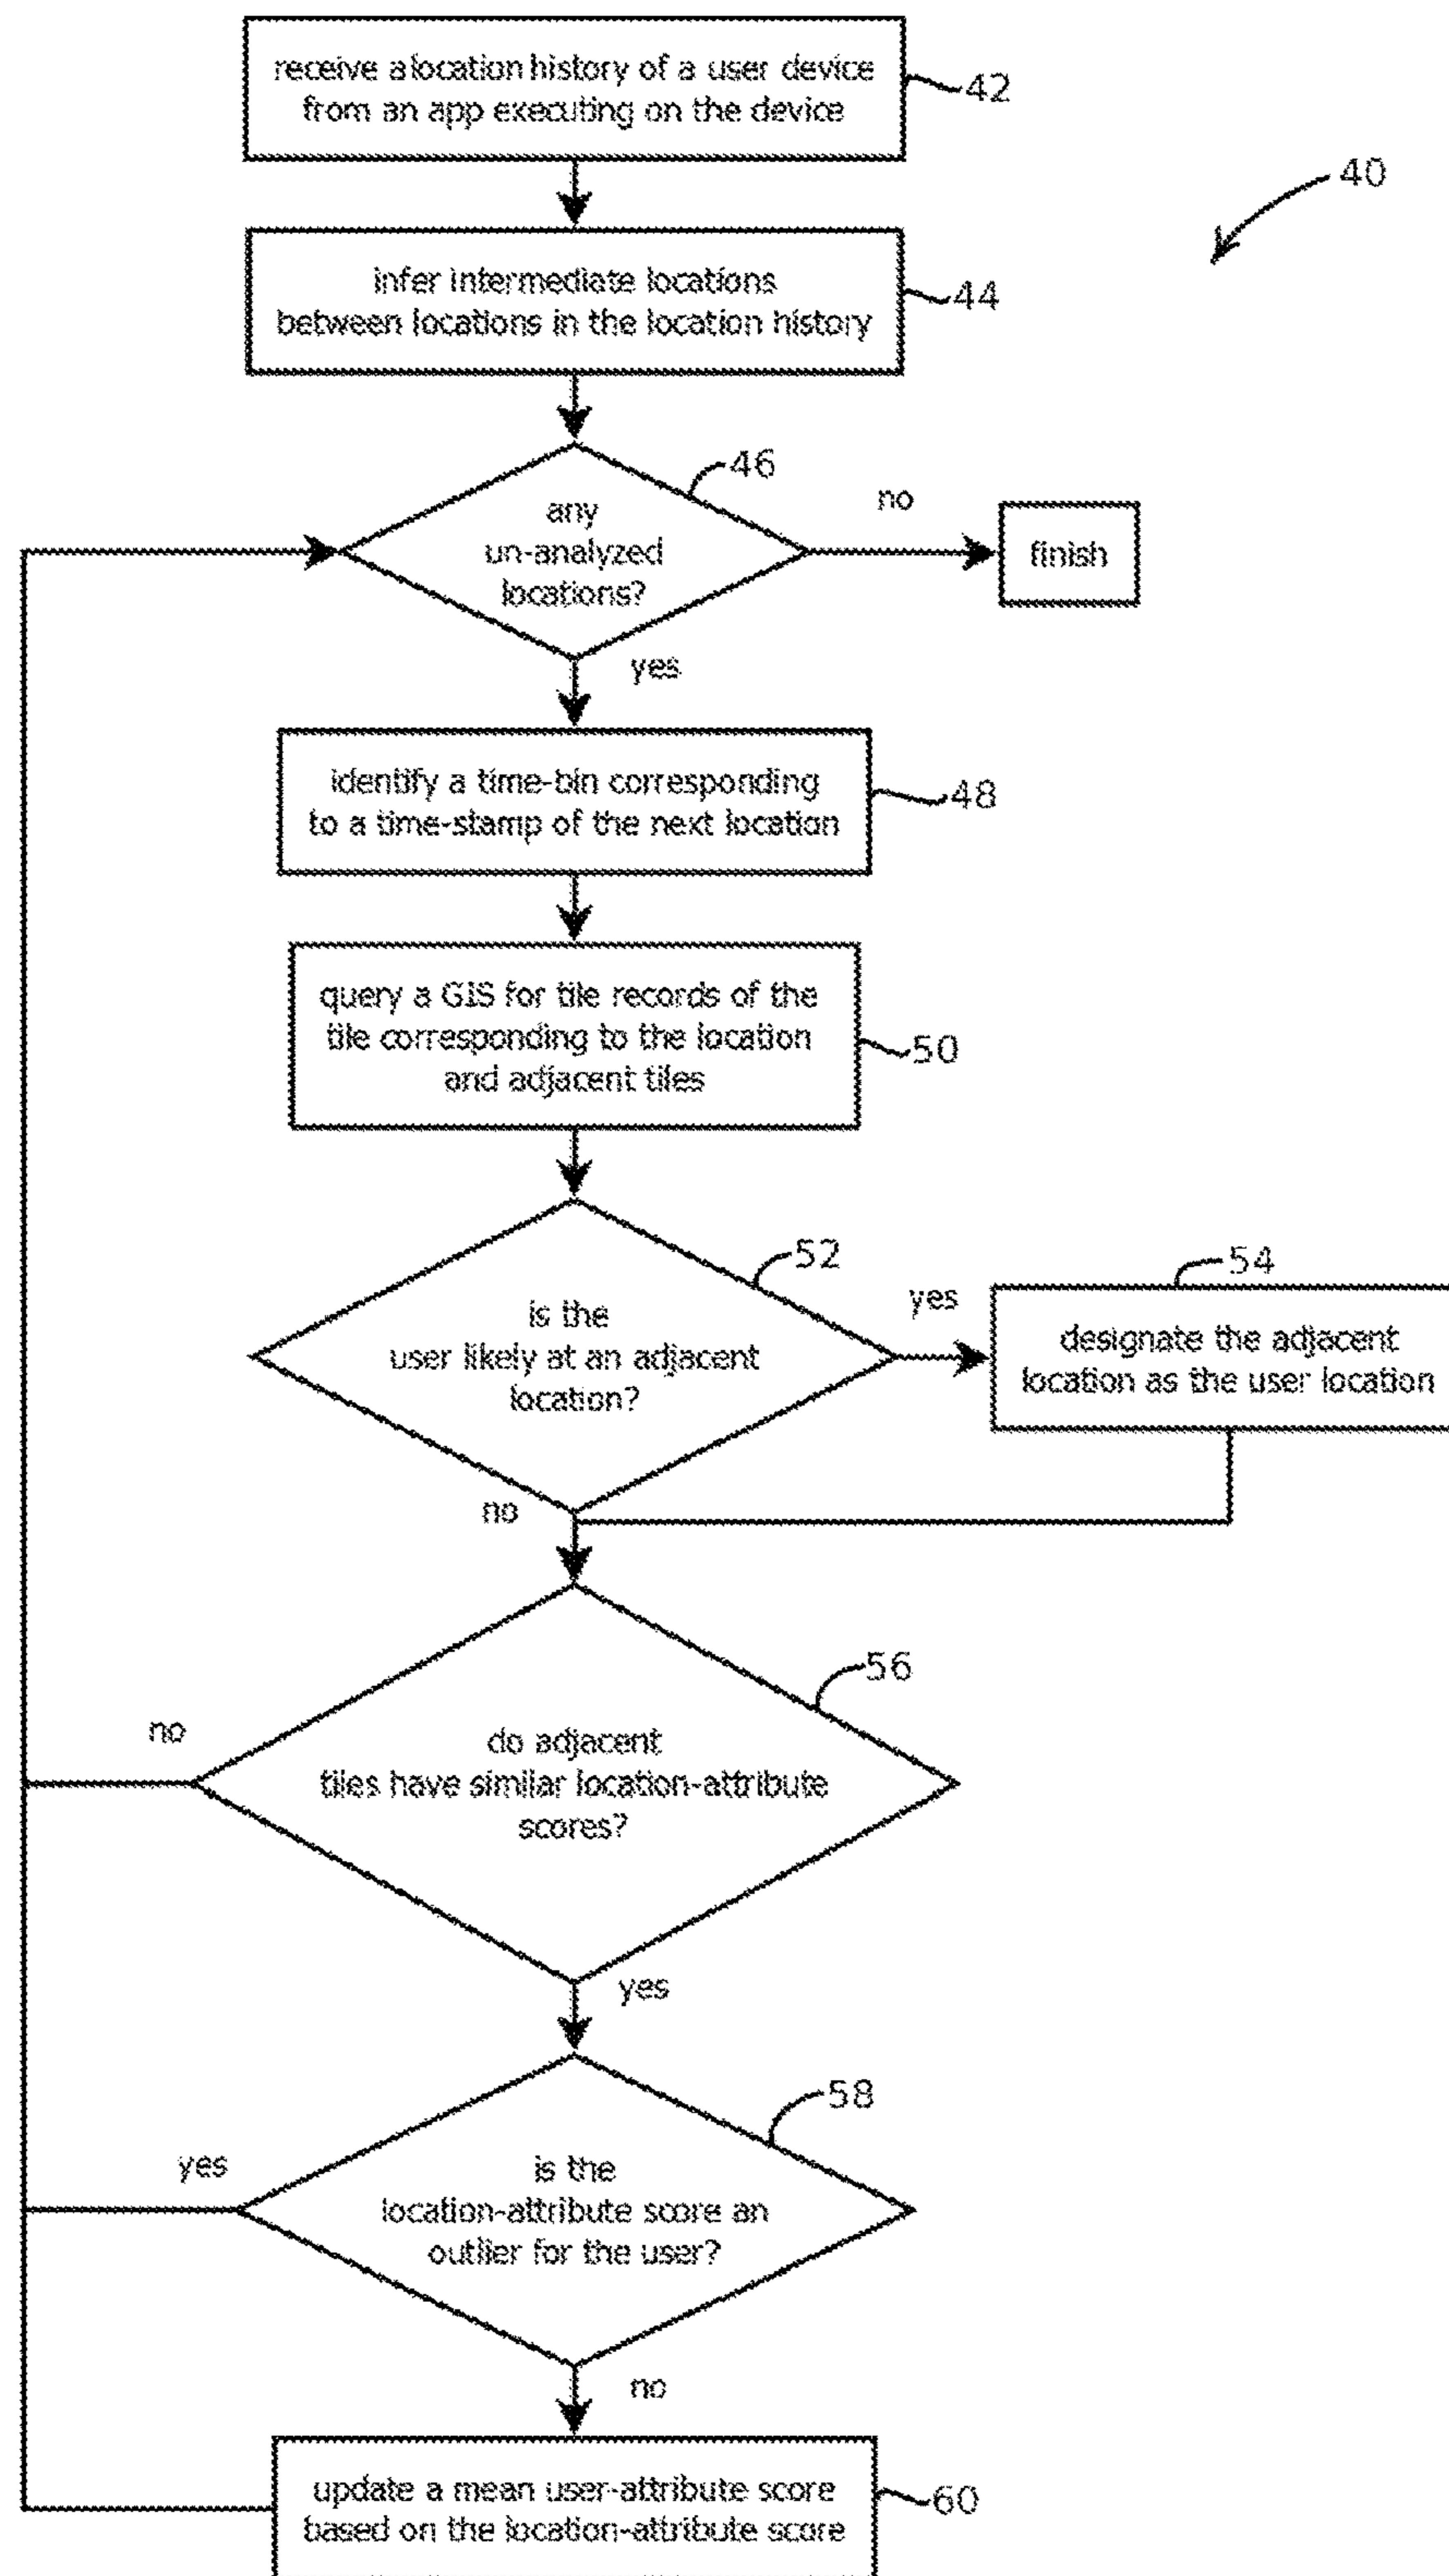 receive a location history of a user device
from an app executing on the device
42
40
infer intermediate locations
between locations in the location history
44
46
any
un-analyzed
locations?
no
finish
yes
identify a time-bin corresponding
to a time-stamp of the next location
48
query a GIS for tile records of the
tile corresponding to the location
and adjacent tiles
50
52
is the
user likely at an adjacent
location?
yes
54
designate the adjacent
location as the user location
no
56
do adjacent
tiles have similar location-attribute
scores?
no
yes
58
is the
location-attribute score an
outlier for the user?
yes
no
update a mean user-attribute score
based on the location-attribute score
60